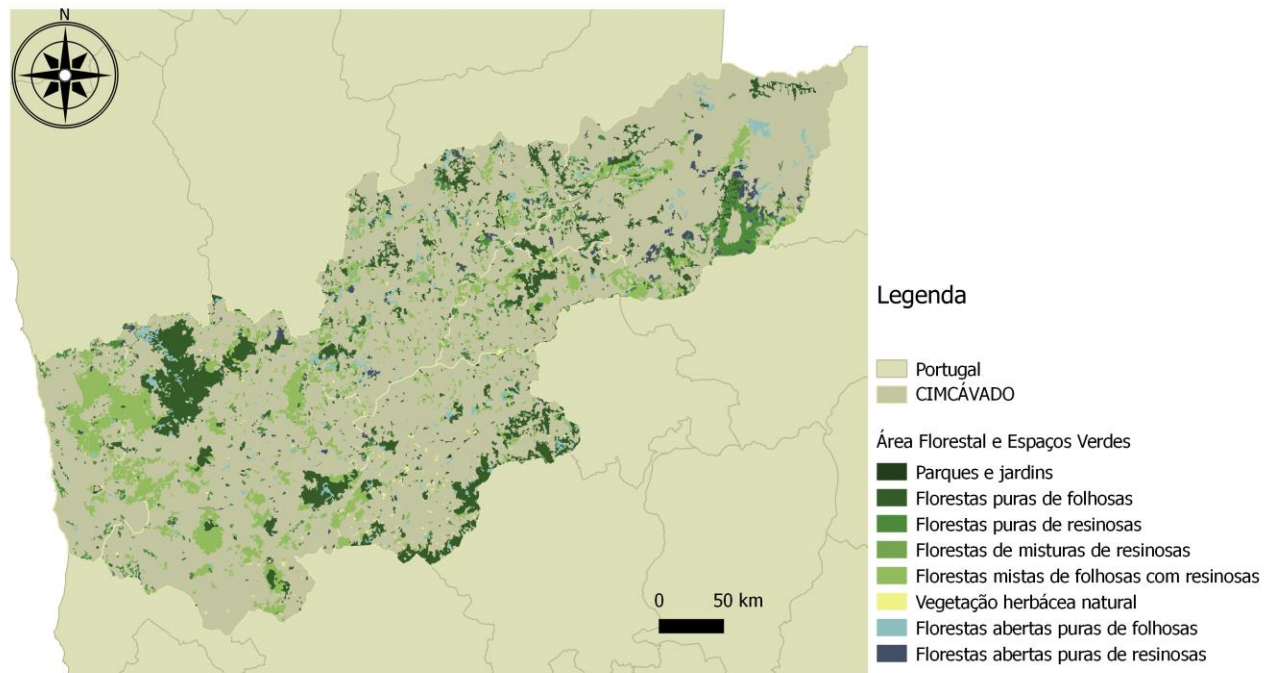 N
Legenda
Portugal
CIMCÁVADO
Área Florestal e Espaços Verdes
Parques e jardins
Florestas puras de folhosas
Florestas puras de resinosas
Florestas de misturas de resinosas
Florestas mistas de folhosas com resinosas
Vegetação herbácea natural
Florestas abertas puras de folhosas
Florestas abertas puras de resinosas
0 50 km